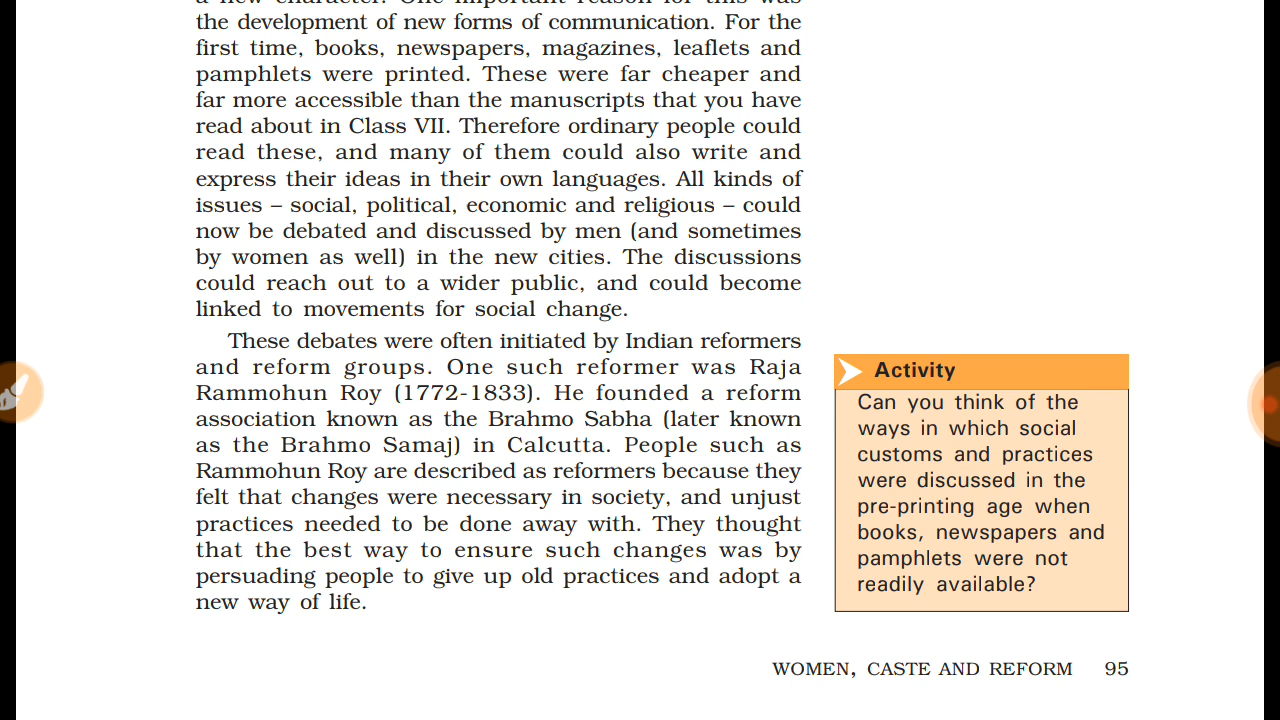 a new character. One important reason for this was
the development of new forms of communication. For the
first time, books, newspapers, magazines, leaflets and
pamphlets were printed. These were far cheaper and
far more accessible than the manuscripts that you have
read about in Class VII. Therefore ordinary people could
read these, and many of them could also write and
express their ideas in their own languages. All kinds of
issues – social, political, economic and religious – could
now be debated and discussed by men (and sometimes
by women as well) in the new cities. The discussions
could reach out to a wider public, and could become
linked to movements for social change.
These debates were often initiated by Indian reformers
and reform groups. One such reformer was Raja
Rammohun Roy (1772-1833). He founded a reform
association known as the Brahmo Sabha (later known
as the Brahmo Samaj) in Calcutta. People such as
Rammohun Roy are described as reformers because they
felt that changes were necessary in society, and unjust
practices needed to be done away with. They thought
that the best way to ensure such changes was by
persuading people to give up old practices and adopt a
new way of life.
Activity
Can you think of the
ways in which social
customs and practices
were discussed in the
pre-printing age when
books, newspapers and
pamphlets were not
readily available?
WOMEN, CASTE AND REFORM 95